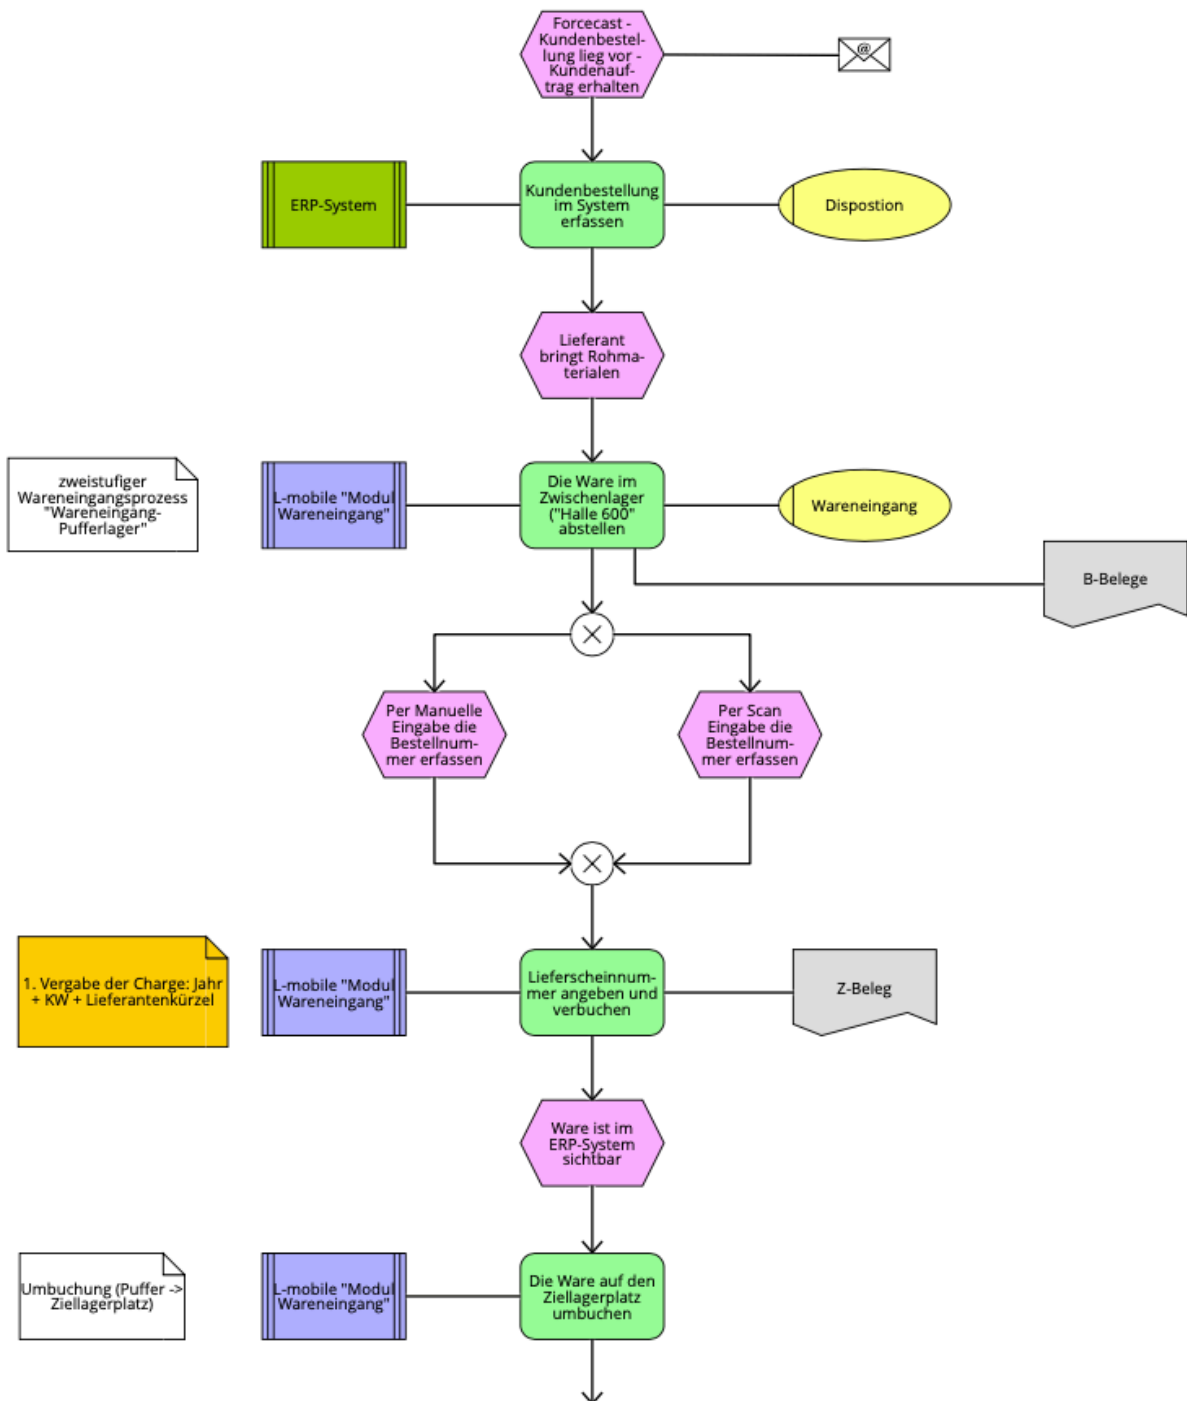 Forcecast -
Kundenbestel-
lung lieg vor -
Kundenauf-
trag erhalten
@
ERP-System
Kundenbestellung
im System
erfassen
Dispostion
Lieferant
bringt Rohma-
terialen
zweistufiger
Wareneingangsprozess
"Wareneingang-
Pufferlager"
L-mobile "Modul
Wareneingang"
Die Ware im
Zwischenlager
("Halle 600"
abstellen
Wareneingang
B-Belege
Per Manuelle
Eingabe die
Bestellnum-
mer erfassen
Per Scan
Eingabe die
Bestellnum-
mer erfassen
1. Vergabe der Charge: Jahr
+ KW + Lieferantenkürzel
L-mobile "Modul
Wareneingang"
Lieferscheinnum-
mer angeben und
verbuchen
Z-Beleg
Ware ist im
ERP-System
sichtbar
Umbuchung (Puffer ->
Ziellagerplatz)
L-mobile "Modul
Wareneingang"
Die Ware auf den
Ziellagerplatz
umbuchen